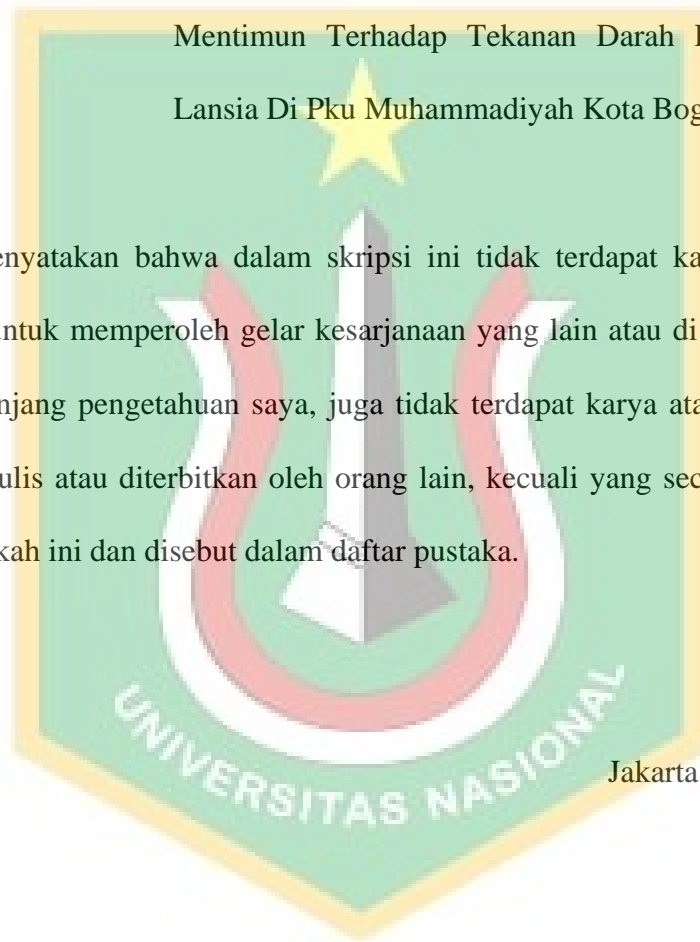 Mentimun Terhadap Tekanan Darah
Lansia Di Pku Muhammadiyah Kota Bog
enyatakan bahwa dalam skripsi ini tidak terdapat ka
untuk memperoleh gelar kesarjanaan yang lain atau di
njang pengetahuan saya, juga tidak terdapat karya ata
ulis atau diterbitkan oleh orang lain, kecuali yang sec
kah ini dan disebut dalam daftar pustaka.
UNIVERSITAS NASIONAL
Jakarta